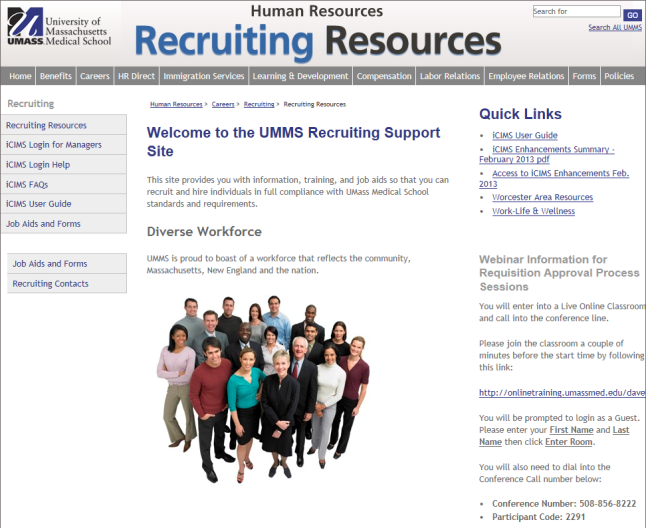 University of
Massachusetts
UMASS Medical School
Human Resources
Recruiting Resources
Search for
GO
Search All UMMS
Home
Benefits
Careers
HR Direct
Immigration Services
Learning & Development
Compensation
Labor Relations
Employee Relations
Forms
Policies
Recruiting
Recruiting Resources
iCIMS Login for Managers
iCIMS Login Help
iCIMS FAQs
iCIMS User Guide
Job Aids and Forms
Job Aids and Forms
Recruiting Contacts
Human Resources > Careers > Recruiting > Recruiting Resources
Welcome to the UMMS Recruiting Support
Site
This site provides you with information, training, and job aids so that you can
recruit and hire individuals in full compliance with UMass Medical School
standards and requirements.
Diverse Workforce
UMMS is proud to boast of a workforce that reflects the community,
Massachusetts, New England and the nation.
Quick Links
• iCIMS User Guide
• iCIMS Enhancements Summary -
February 2013 pdf
• Access to iCIMS Enhancements Feb.
2013
• Worcester Area Resources
• Work-Life & Wellness
Webinar Information for
Requisition Approval Process
Sessions
You will enter into a Live Online Classroom
and call into the conference line.
Please join the classroom a couple of
minutes before the start time by following
this link:
http://onlinetraining.umassmed.edu/dave
You will be prompted to login as a Guest.
Please enter your First Name and Last
Name then click Enter Room.
You will also need to dial into the
Conference Call number below:
• Conference Number: 508-856-8222
• Participant Code: 2291